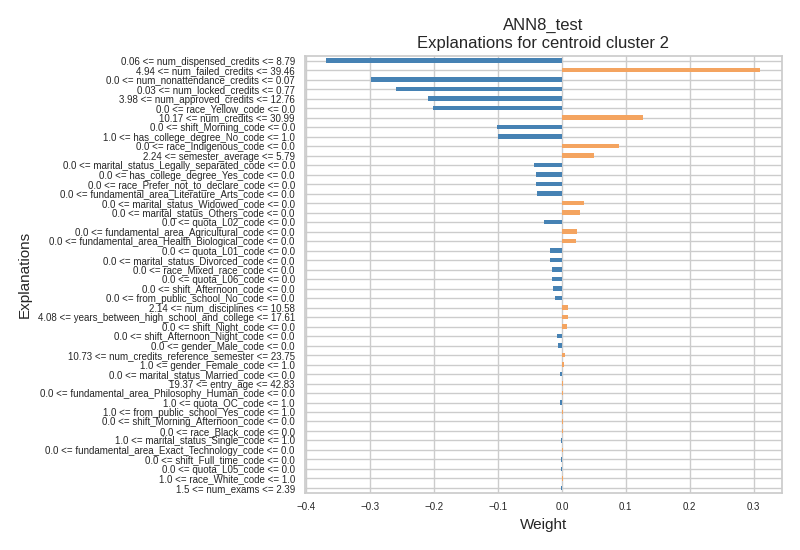 ANN8_test
Explanations for centroid cluster 2
0.06 <= num_dispensed_credits <= 8.79
4.94 <= num_failed_credits <= 39.46
0.0 <= num_nonattendance_credits <= 0.07
0.03 <= num_locked_credits <= 0.77
3.98 <= num_approved_credits <= 12.76
0.0 <= race_Yellow_code <= 0.0
10.17 <= num_credits <= 30.99
0.0 <= shift_Morning_code <= 0.0
1.0 <= has_college_degree_No_code <= 1.0
0.0 <= race_Indigenous_code <= 0.0
2.24 <= semester_average <= 5.79
0.0 <= marital_status_Legally_separated_code <= 0.0
0.0 <= has_college_degree_Yes_code <= 0.0
0.0 <= race_Prefer_not_to_declare_code <= 0.0
0.0 <= fundamental_area_Literature_Arts_code <= 0.0
0.0 <= marital_status_Widowed_code <= 0.0
0.0 <= marital_status_Others_code <= 0.0
0.0 <= quota_L02_code <= 0.0
0.0 <= fundamental_area_Agricultural_code <= 0.0
0.0 <= fundamental_area_Health_Biological_code <= 0.0
0.0 <= quota_L01_code <= 0.0
0.0 <= marital_status_Divorced_code <= 0.0
0.0 <= race_Mixed_race_code <= 0.0
0.0 <= quota_L06_code <= 0.0
0.0 <= shift_Afternoon_code <= 0.0
0.0 <= from_public_school_No_code <= 0.0
2.14 <= num_disciplines <= 10.58
4.08 <= years_between_high_school_and_college <= 17.61
0.0 <= shift_Night_code <= 0.0
0.0 <= shift_Afternoon_Night_code <= 0.0
0.0 <= gender_Male_code <= 0.0
10.73 <= num_credits_reference_semester <= 23.75
1.0 <= gender_Female_code <= 1.0
0.0 <= marital_status_Married_code <= 0.0
19.37 <= entry_age <= 42.83
0.0 <= fundamental_area_Philosophy_Human_code <= 0.0
1.0 <= quota_OC_code <= 1.0
1.0 <= from_public_school_Yes_code <= 1.0
0.0 <= shift_Morning_Afternoon_code <= 0.0
0.0 <= race_Black_code <= 0.0
1.0 <= marital_status_Single_code <= 1.0
0.0 <= fundamental_area_Exact_Technology_code <= 0.0
0.0 <= shift_Full_time_code <= 0.0
0.0 <= quota_L05_code <= 0.0
1.0 <= race_White_code <= 1.0
1.5 <= num_exams <= 2.39
Explanations
−0.4 −0.3 −0.2 −0.1 0.0 0.1 0.2 0.3
Weight